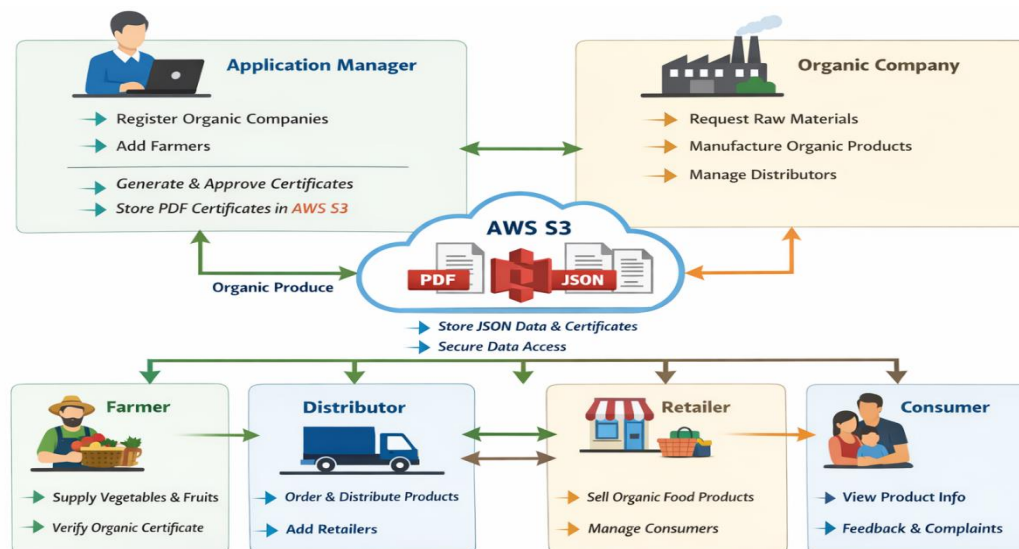 Application Manager
Register Organic Companies
Add Farmers
Generate & Approve Certificates
Store PDF Certificates in AWS S3
Organic Company
Request Raw Materials
Manufacture Organic Products
Manage Distributors
AWS S3
PDF
JSON
Organic Produce
Store JSON Data & Certificates
Secure Data Access
Farmer
Supply Vegetables & Fruits
Verify Organic Certificate
Distributor
Order & Distribute Products
Add Retailers
Retailer
Sell Organic Food Products
Manage Consumers
Consumer
View Product Info
Feedback & Complaints